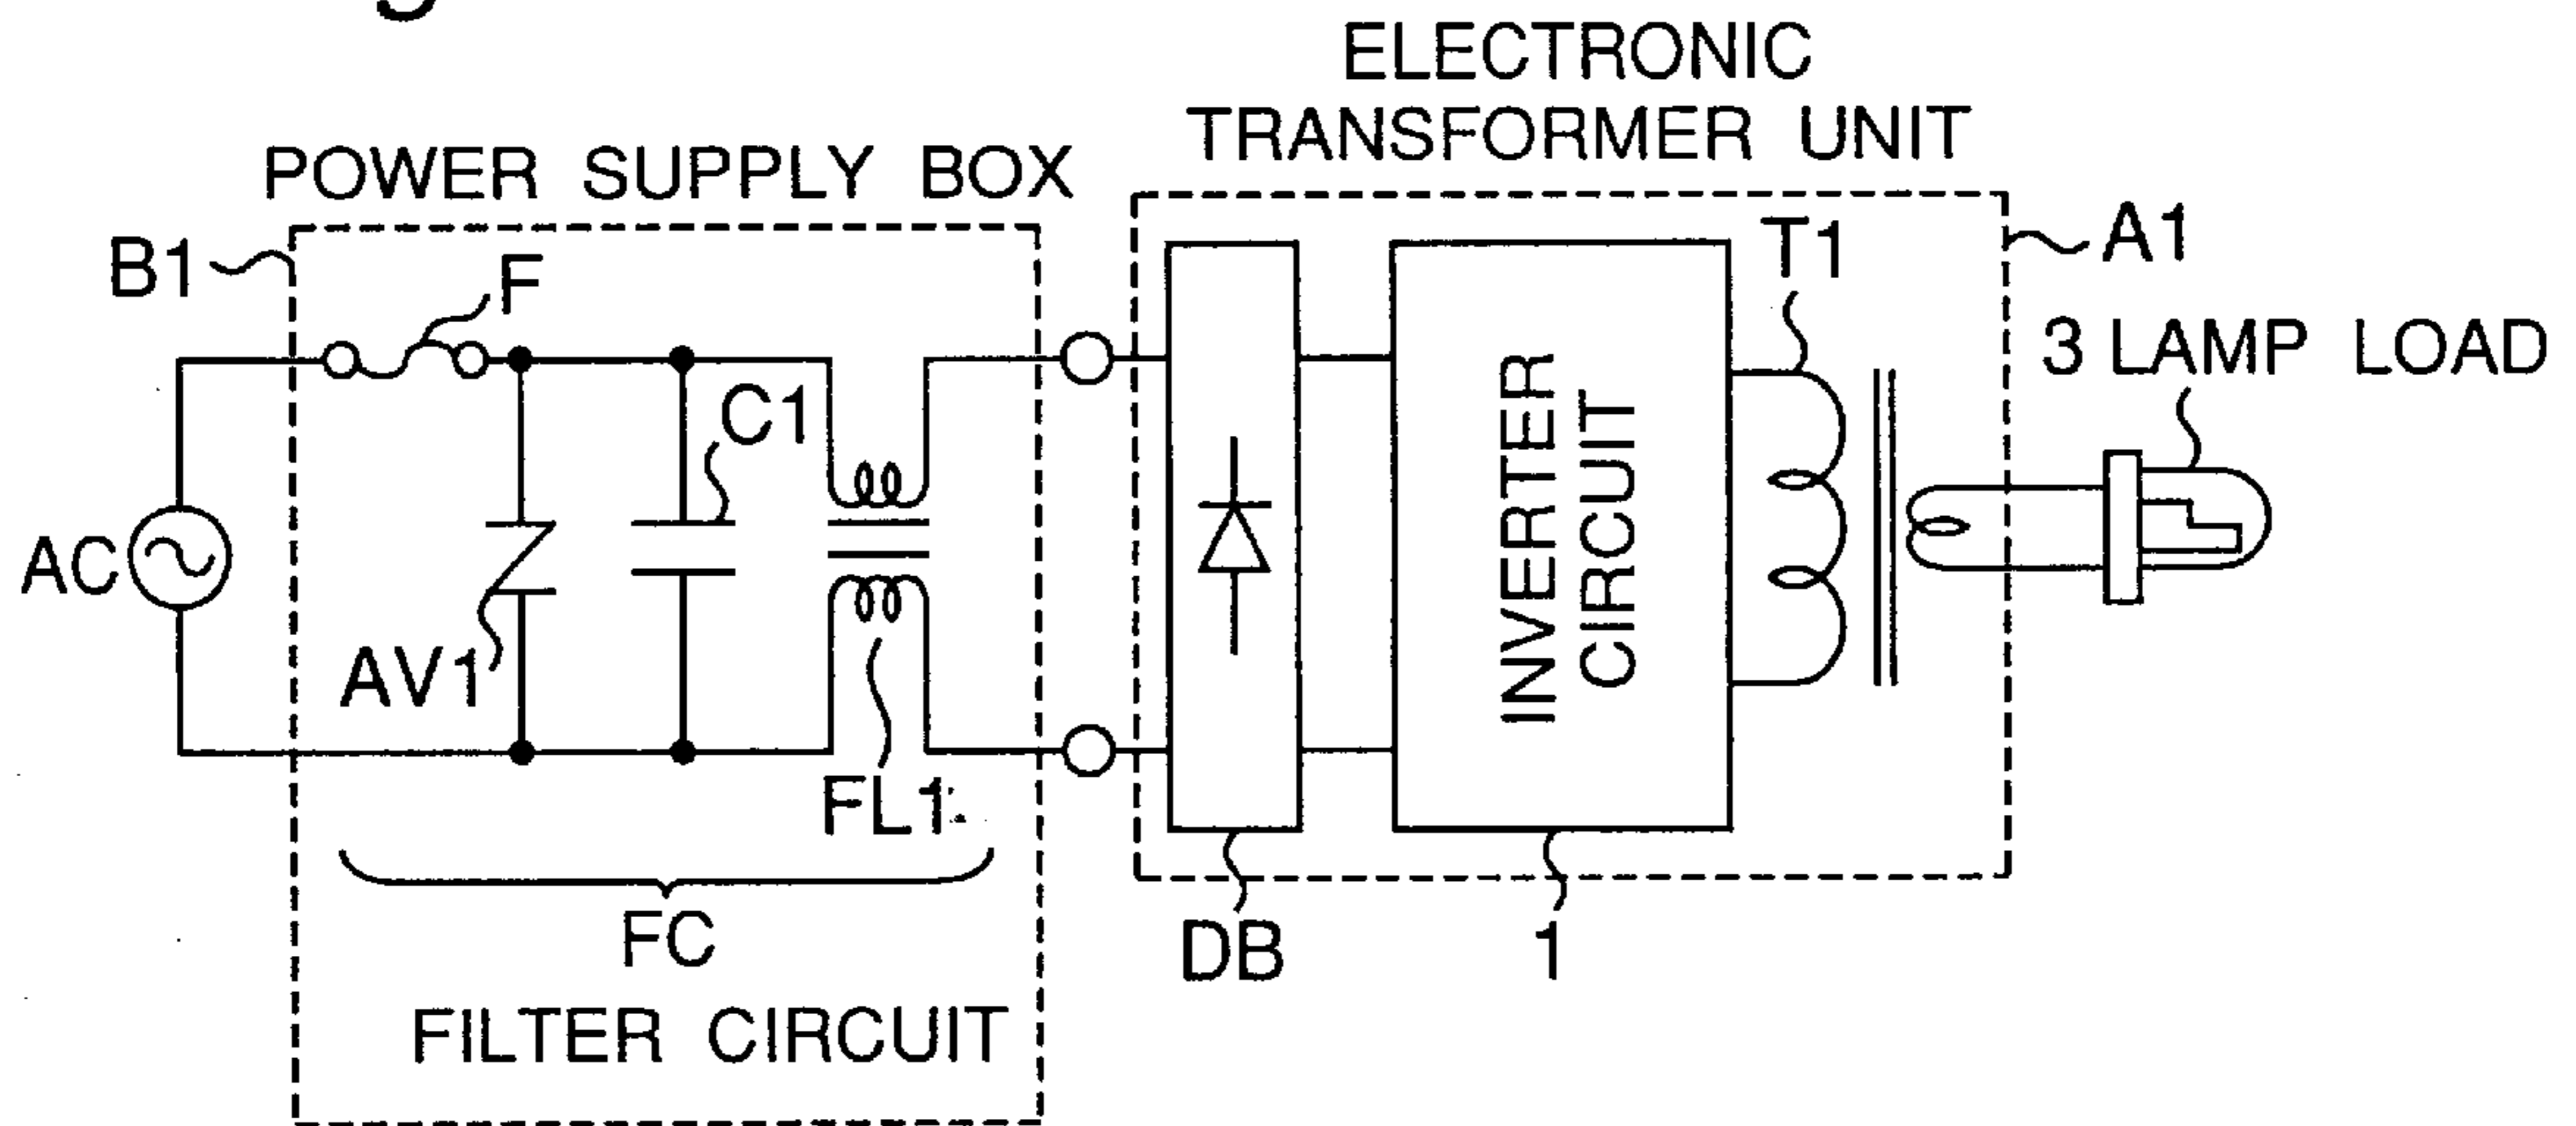 ELECTRONIC
TRANSFORMER UNIT
POWER SUPPLY BOX
B1
F
T1
A1
3 LAMP LOAD
C1
AC
AV1
INVERTER
CIRCUIT
FL1
FC
DB
1
FILTER CIRCUIT